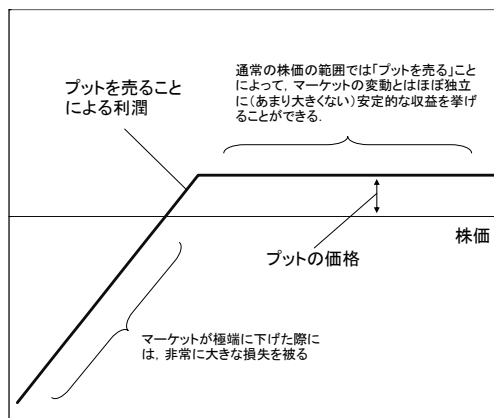 通常の株価の範囲では「プットを売る」こと
によって, マーケットの変動とはほぼ独立
に(あまり大きくない)安定的な収益を挙げ
ることができる.
プットを売ること
による利潤
株価
プットの価格
マーケットが極端に下げた際に
は, 非常に大きな損失を被る